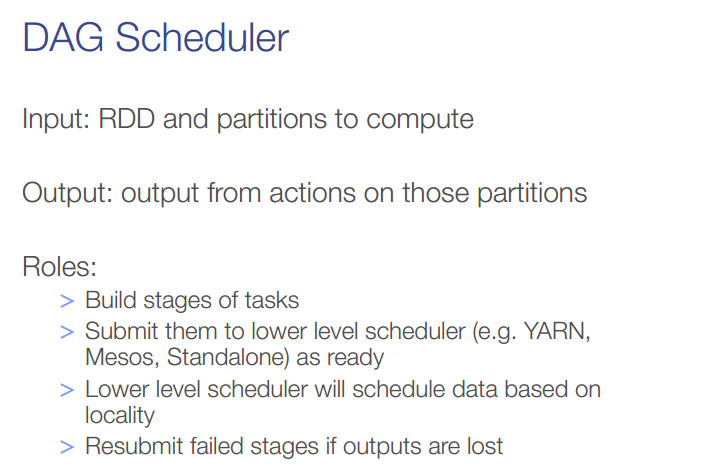 DAG Scheduler
Input: RDD and partitions to compute
Output: output from actions on those partitions
Roles:
> Build stages of tasks
> Submit them to lower level scheduler (e.g. YARN,
Mesos, Standalone) as ready
> Lower level scheduler will schedule data based on
locality
> Resubmit failed stages if outputs are lost